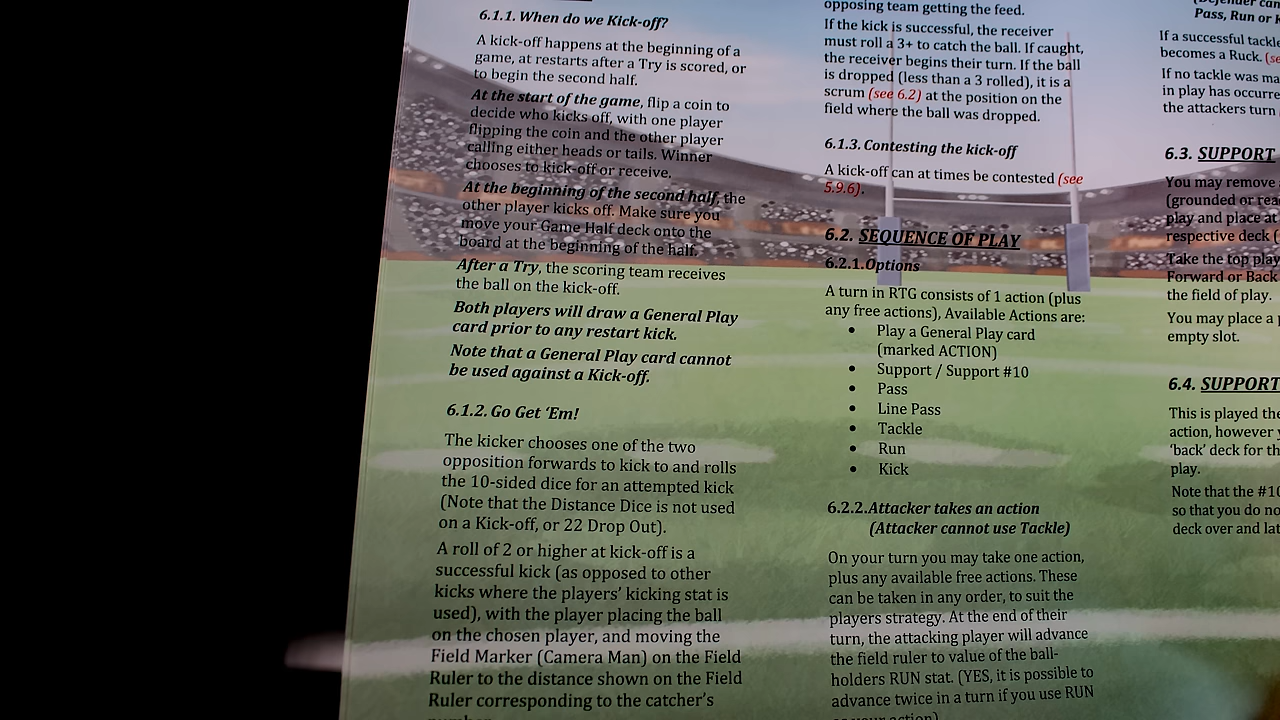 6.1.1. When do we Kick-off?
A kick-off happens at the beginning of a
game, at restarts after a Try is scored, or
to begin the second half.
At the start of the game, flip a coin to
decide who kicks off, with one player
flipping the coin and the other player
calling either heads or tails. Winner
chooses to kick-off or receive.
At the beginning of the second half, the
other player kicks off. Make sure you
move your Game Half deck onto the
board at the beginning of the half.
After a Try, the scoring team receives
the ball on the kick-off.
Both players will draw a General Play
card prior to any restart kick.
Note that a General Play card cannot
be used against a Kick-off.
6.1.2. Go Get 'Em!
The kicker chooses one of the two
opposition forwards to kick to and rolls
the 10-sided dice for an attempted kick
(Note that the Distance Dice is not used
on a Kick-off, or 22 Drop Out).
A roll of 2 or higher at kick-off is a
successful kick (as opposed to other
kicks where the players' kicking stat is
used), with the player placing the ball
on the chosen player, and moving the
Field Marker (Camera Man) on the Field
Ruler to the distance shown on the Field
Ruler corresponding to the catcher's
opposing team getting the feed.
If the kick is successful, the receiver
must roll a 3+ to catch the ball. If caught,
the receiver begins their turn. If the ball
is dropped (less than a 3 rolled), it is a
scrum (see 6.2) at the position on the
field where the ball was dropped.
6.1.3. Contesting the kick-off
A kick-off can at times be contested (see
5.9.6).
6.2. SEQUENCE OF PLAY
6.2.1.Options
A turn in RTG consists of 1 action (plus
any free actions), Available Actions are:
• Play a General Play card
(marked ACTION)
• Support / Support #10
• Pass
• Line Pass
• Tackle
• Run
• Kick
6.2.2.Attacker takes an action
(Attacker cannot use Tackle)
On your turn you may take one action,
plus any available free actions. These
can be taken in any order, to suit the
players strategy. At the end of their
turn, the attacking player will advance
the field ruler to value of the ball-
holders RUN stat. (YES, it is possible to
advance twice in a turn if you use RUN
Pass, Run or
If a successful tackle
becomes a Ruck.
If no tackle was
in play has
the attackers turn
6.3. SUPPORT
You may remove
(grounded or
play and place at
respective deck
Take the top
Forward or Back
the field of play.
You may place a
empty slot.
6.4. SUPPORT
This is played
action, however
'back' deck for
play.
Note that the #10
so that you do
deck over and